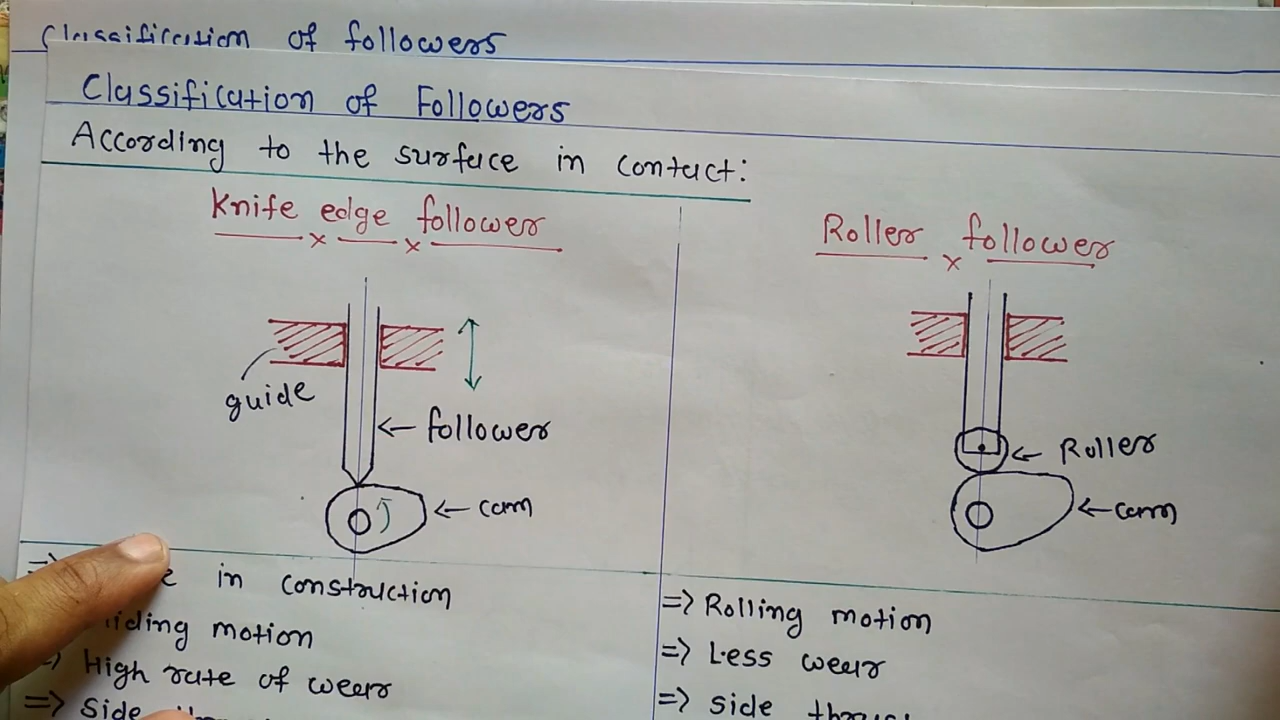 Classification of followers
Classification of Followers
According to the surface in contact:
Knife edge follower
guide
← follower
← cam
in construction
motion
=> High rate of wear
=> Side
Roller follower
← Roller
← cam
=> Rolling motion
=> Less wear
=> side